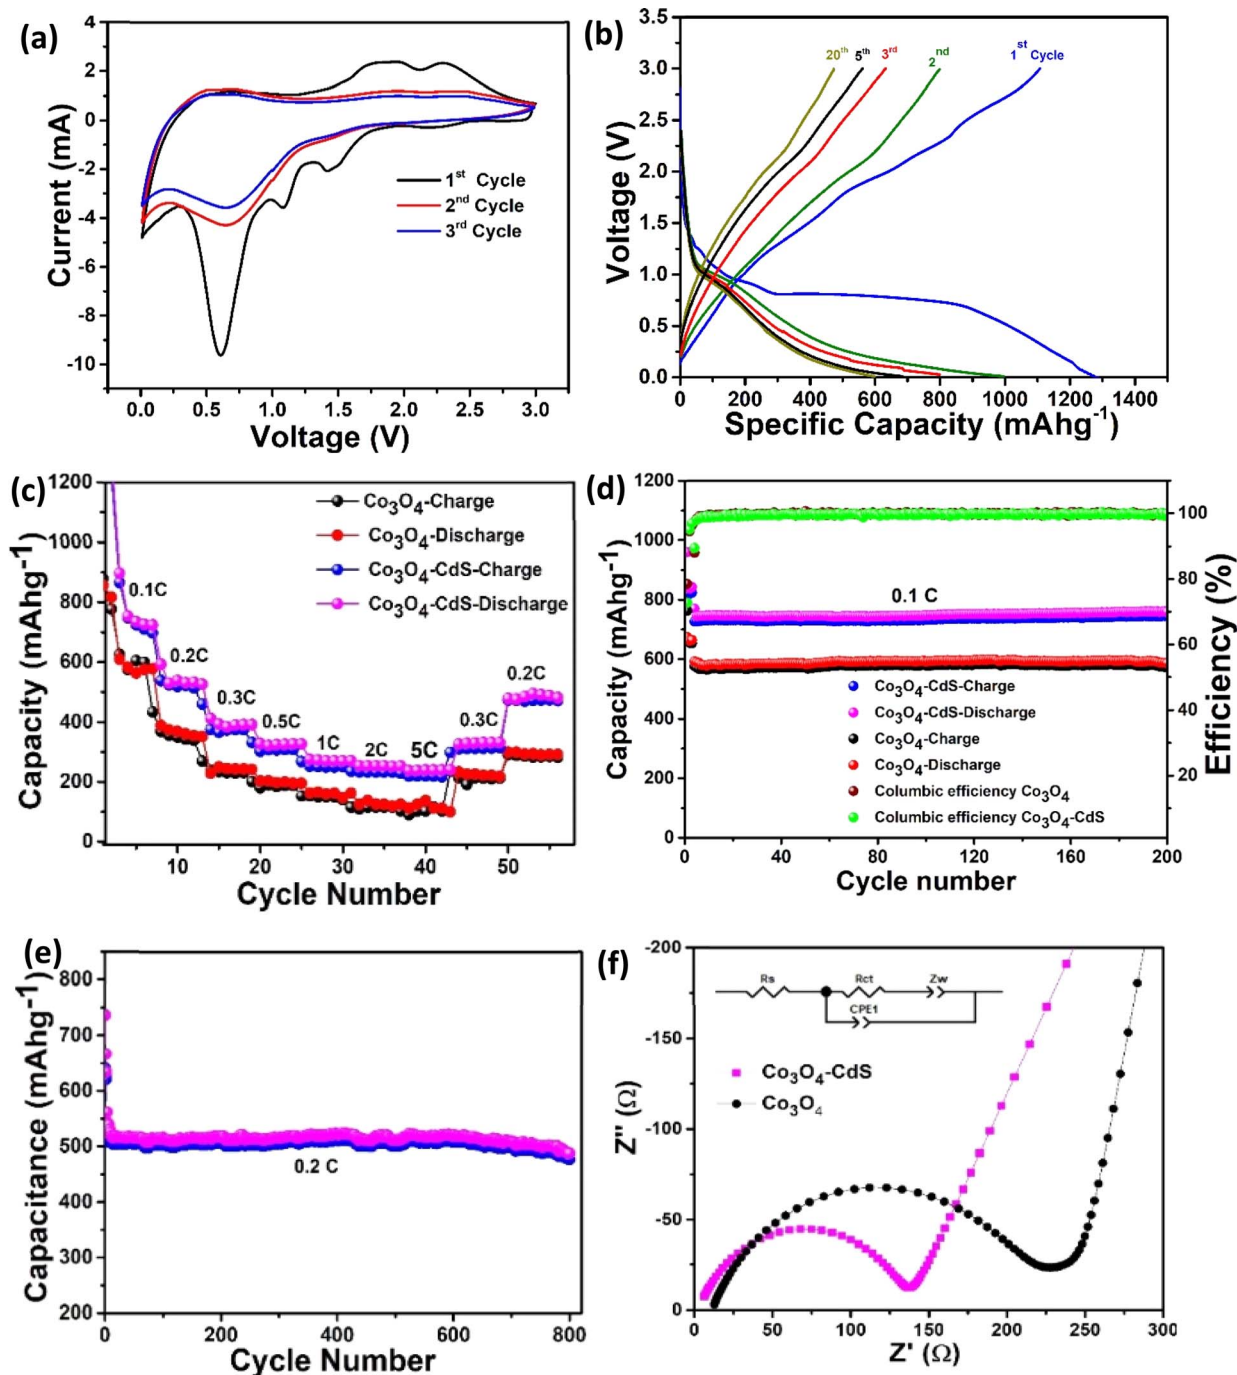 (a)
4
2
0
-2
-4
-6
-8
-10
Current (mA)
1st Cycle
2nd Cycle
3rd Cycle
0.0 0.5 1.0 1.5 2.0 2.5 3.0
Voltage (V)
(b)
3.5
3.0
2.5
2.0
1.5
1.0
0.5
0.0
Voltage (V)
20th 5th 3rd 2nd 1st Cycle
0 200 400 600 800 1000 1200 1400
Specific Capacity (mAhg-1)
(c)
1200
1000
800
600
400
200
0
Capacity (mAhg-1)
Co3O4-Charge
Co3O4-Discharge
Co3O4-CdS-Charge
Co3O4-CdS-Discharge
0.1C
0.2C
0.3C
0.5C
1C
2C
5C
0.3C
0.2C
10 20 30 40 50
Cycle Number
(d)
1200
1000
800
600
400
200
0
Capacity (mAhg-1)
0.1 C
Co3O4-CdS-Charge
Co3O4-CdS-Discharge
Co3O4-Charge
Co3O4-Discharge
Columbic efficiency Co3O4
Columbic efficiency Co3O4-CdS
100
80
60
40
20
Efficiency (%)
0 40 80 120 160 200
Cycle number
(e)
800
700
600
500
400
300
200
Capacitance (mAhg-1)
0.2 C
0 200 400 600 800
Cycle Number
(f)
-200
-150
-100
-50
0
Z'' (Ω)
Rs
Rct
Zw
CPE1
Co3O4-CdS
Co3O4
0 50 100 150 200 250 300
Z' (Ω)